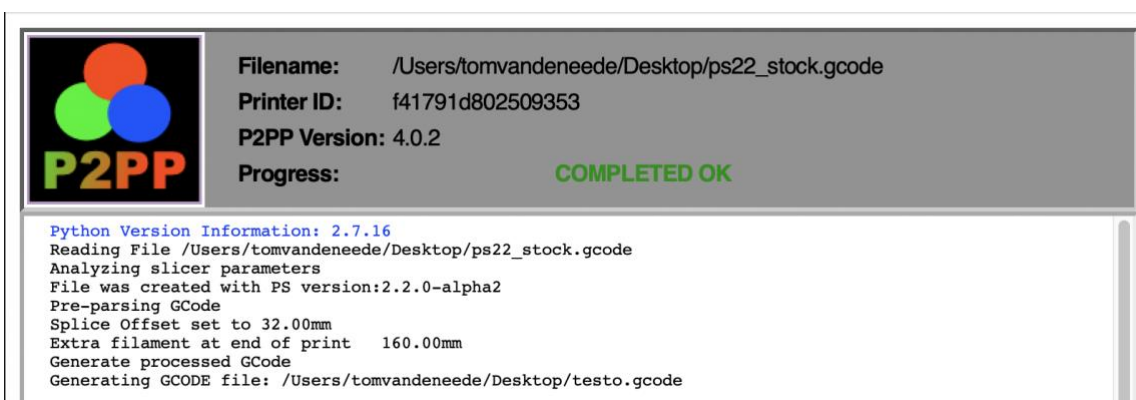 P2PP
Filename: /Users/tomvandeneede/Desktop/ps22_stock.gcode
Printer ID: f41791d802509353
P2PP Version: 4.0.2
Progress: COMPLETED OK
Python Version Information: 2.7.16
Reading File /Users/tomvandeneede/Desktop/ps22_stock.gcode
Analyzing slicer parameters
File was created with PS version:2.2.0-alpha2
Pre-parsing GCode
Splice Offset set to 32.00mm
Extra filament at end of print 160.00mm
Generate processed GCode
Generating GCODE file: /Users/tomvandeneede/Desktop/testo.gcode